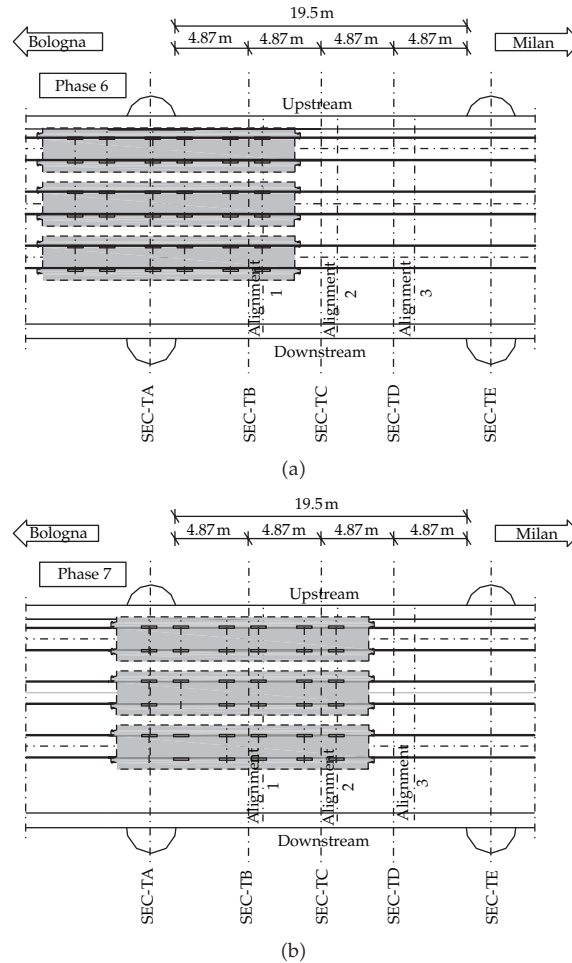 19.5 m
4.87 m 4.87 m 4.87 m 4.87 m
Bologna
Milan
Phase 6
Upstream
Alignment
1
Alignment
2
Alignment
3
Downstream
SEC-TA
SEC-TB
SEC-TC
SEC-TD
SEC-TE
(a)
19.5 m
4.87 m 4.87 m 4.87 m 4.87 m
Bologna
Milan
Phase 7
Upstream
Alignment
1
Alignment
2
Alignment
3
Downstream
SEC-TA
SEC-TB
SEC-TC
SEC-TD
SEC-TE
(b)